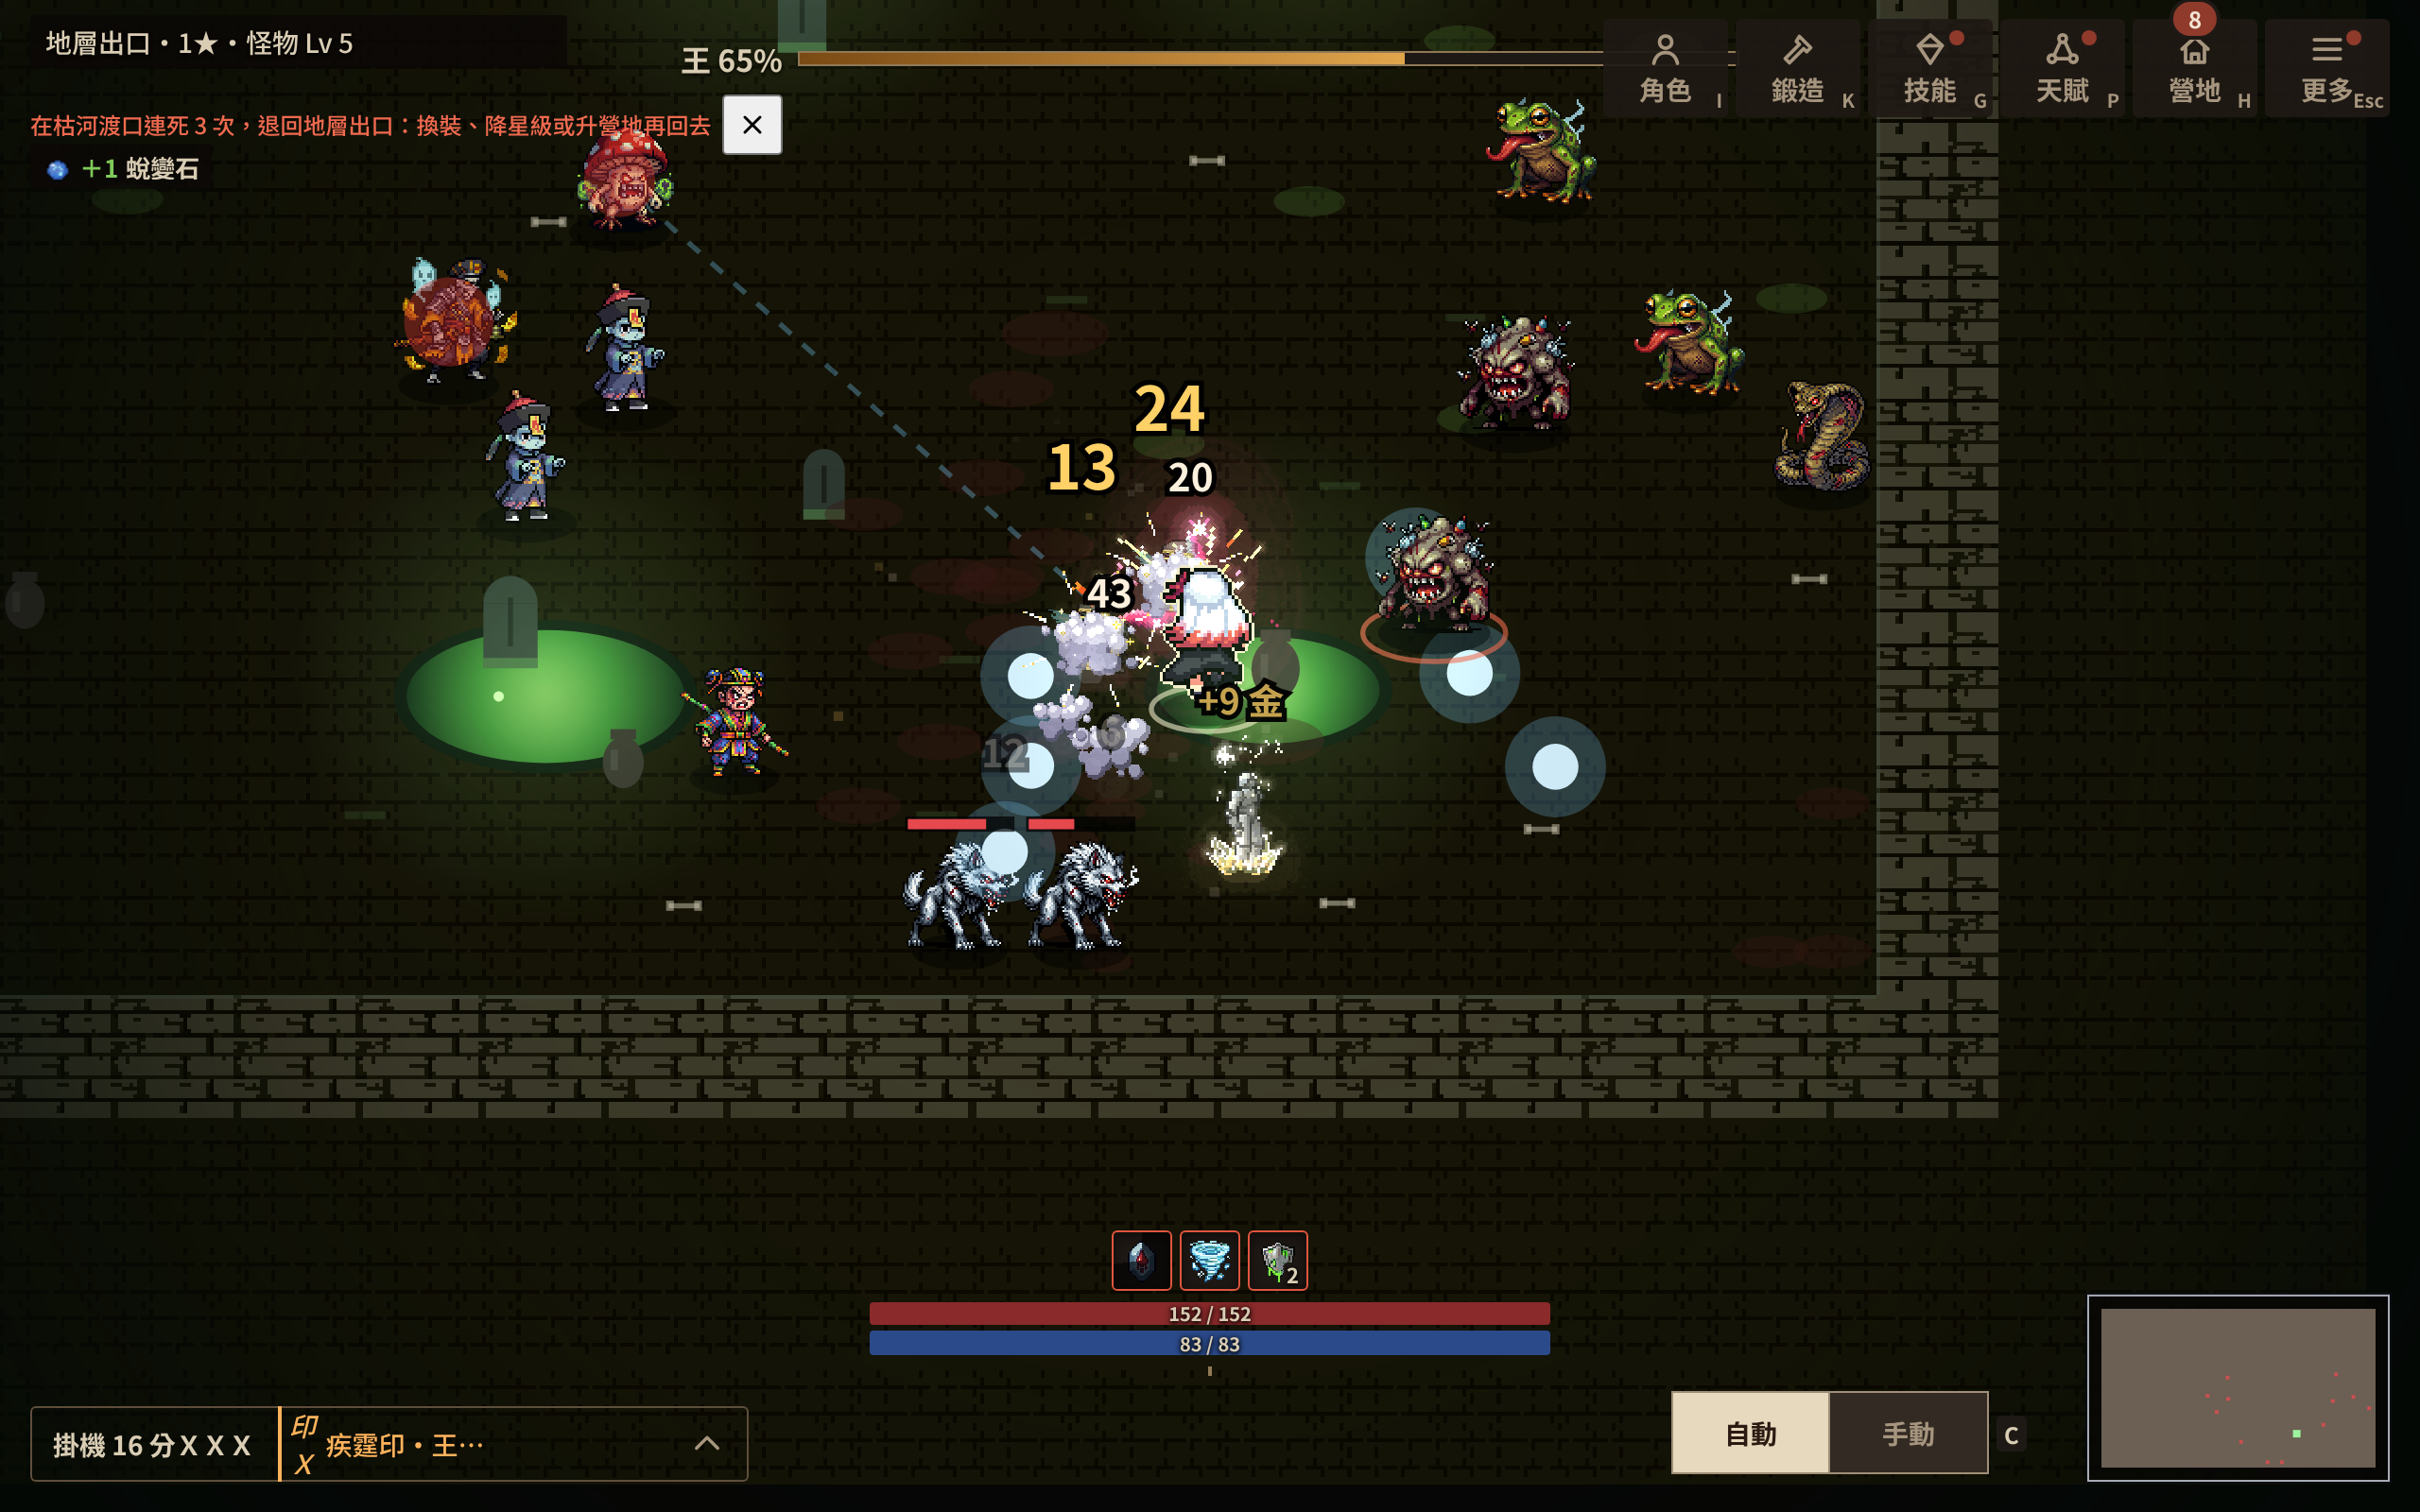 地層出口·1★·怪物 Lv 5
王 65%
8
角色 I
鍛造 K
技能 G
天賦 P
營地 H
更多 Esc
在枯河渡口連死 3 次，退回地層出口：換裝、降星級或升營地再回去
+1 蛻變石
24
13
20
43
+9 金
12
2
152 / 152
83 / 83
掛機 16 分 X X X
印 X 疾霆印·王…
自動
手動
C